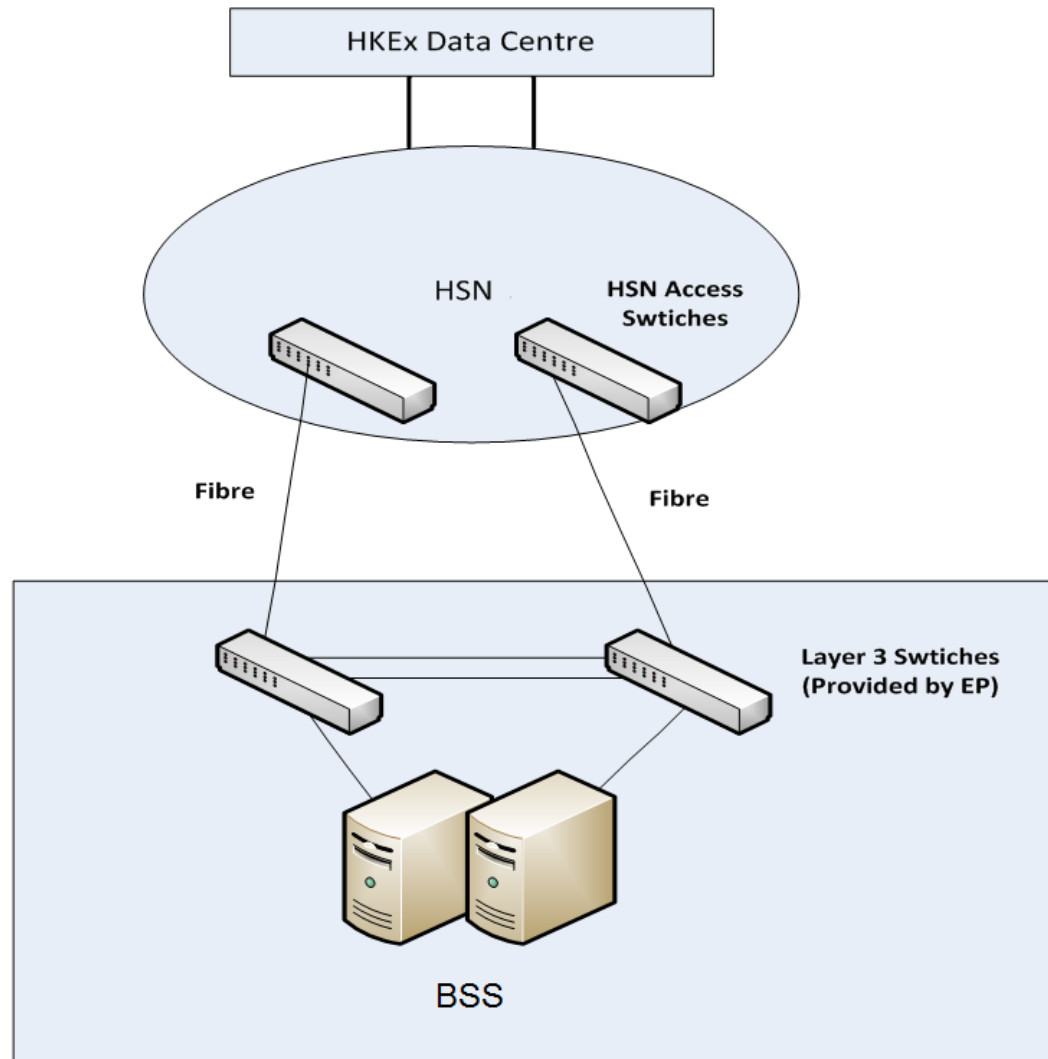 HKEx Data Centre
HSN
HSN Access
Swtiches
Fibre
Fibre
Layer 3 Swtiches
(Provided by EP)
BSS